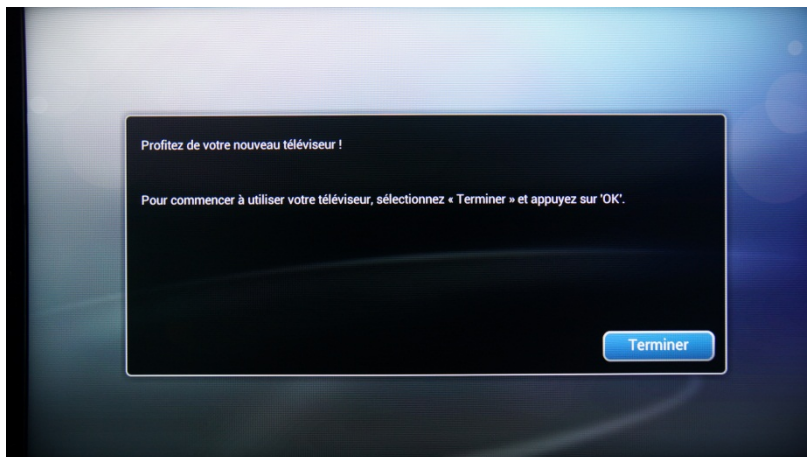 Profitez de votre nouveau téléviseur !
Pour commencer à utiliser votre téléviseur, sélectionnez « Terminer » et appuyez sur 'OK'.
Terminer